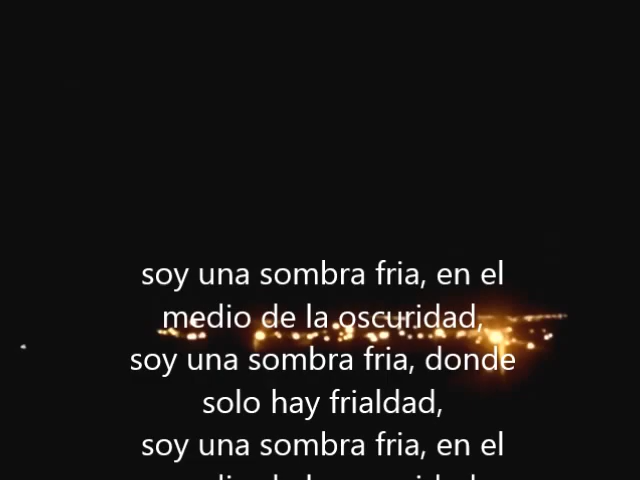 soy una sombra fria, en el
medio de la oscuridad,
soy una sombra fria, donde
solo hay frialdad,
soy una sombra fria, en el